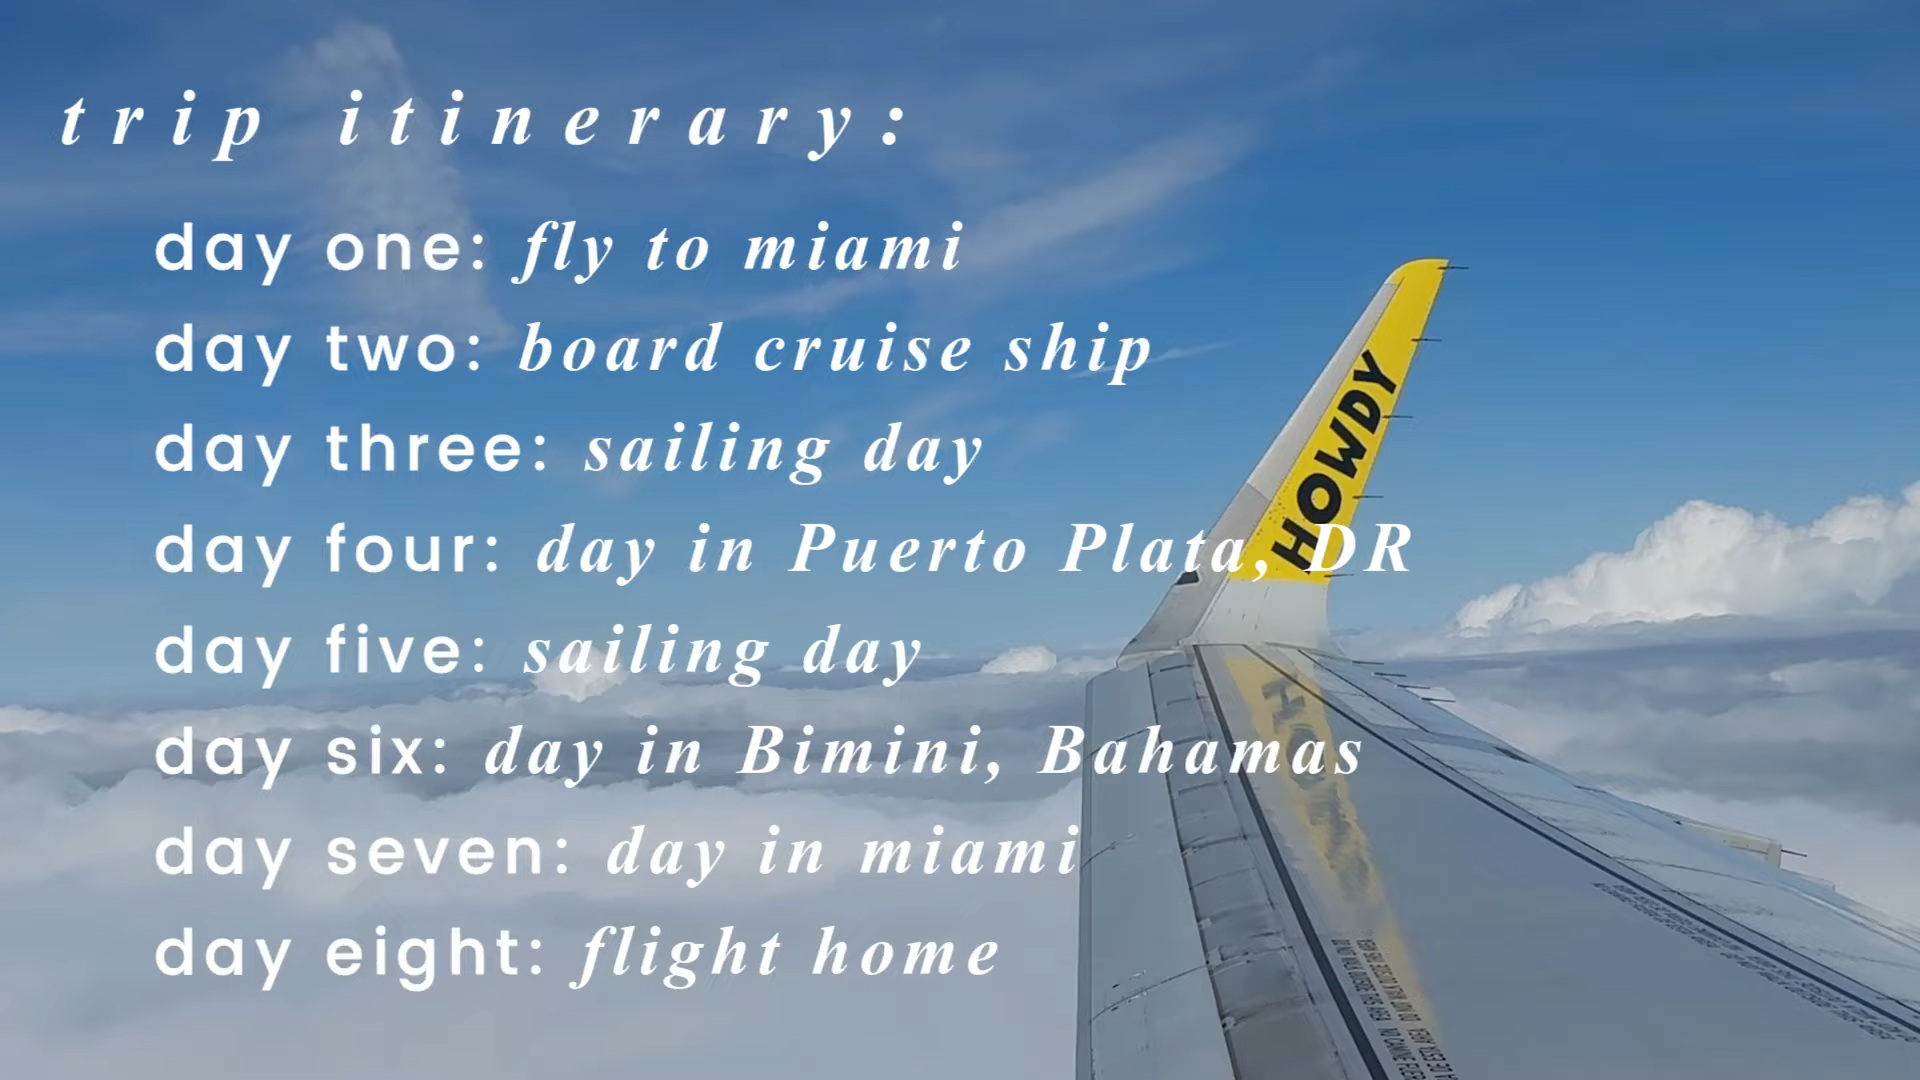 trip itinerary:
day one: fly to miami
day two: board cruise ship
day three: sailing day
day four: day in Puerto Plata, DR
day five: sailing day
day six: day in Bimini, Bahamas
day seven: day in miami
day eight: flight home
HOWDY